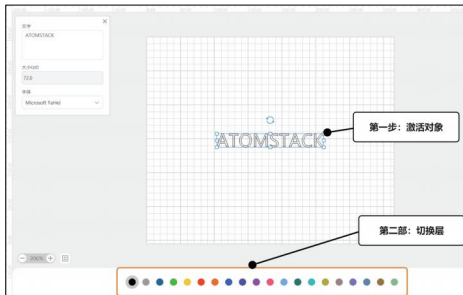 文字
ATOMSTACK
大小(pt)
72.0
字体
Microsoft YaHei
ATOMSTACK
第一步：激活对象
第二部：切换层
200%